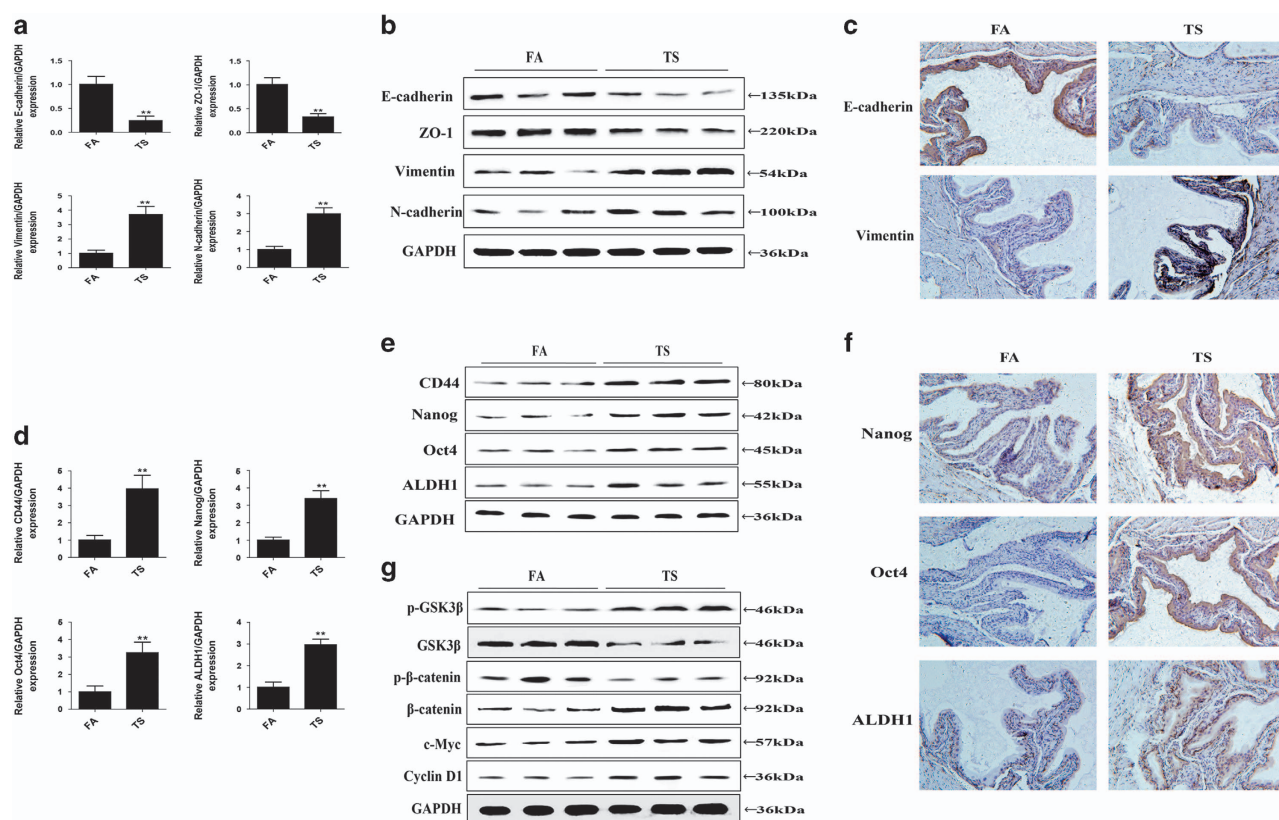 a
Relative E-cadherin/GAPDH
expression
1.5
1.0
0.5
0.0
**
FA
TS
Relative ZO-1/GAPDH
expression
1.5
1.0
0.5
0.0
**
FA
TS
Relative Vimentin/GAPDH
expression
5
4
3
2
1
0
**
FA
TS
Relative N-cadherin/GAPDH
expression
4
3
2
1
0
**
FA
TS
b
FA TS
E-cadherin ←135kDa
ZO-1 ←220kDa
Vimentin ←54kDa
N-cadherin ←100kDa
GAPDH ←36kDa
c
FA TS
E-cadherin
Vimentin
d
Relative CD44/GAPDH
expression
5
4
3
2
1
0
**
FA
TS
Relative Nanog/GAPDH
expression
5
4
3
2
1
0
**
FA
TS
Relative Oct4/GAPDH
expression
5
4
3
2
1
0
**
FA
TS
Relative ALDH1/GAPDH
expression
4
3
2
1
0
**
FA
TS
e
FA TS
CD44 ←80kDa
Nanog ←42kDa
Oct4 ←45kDa
ALDH1 ←55kDa
GAPDH ←36kDa
f
FA TS
Nanog
Oct4
ALDH1
g
FA TS
p-GSK3β ←46kDa
GSK3β ←46kDa
p-β-catenin ←92kDa
β-catenin ←92kDa
c-Myc ←57kDa
Cyclin D1 ←36kDa
GAPDH ←36kDa